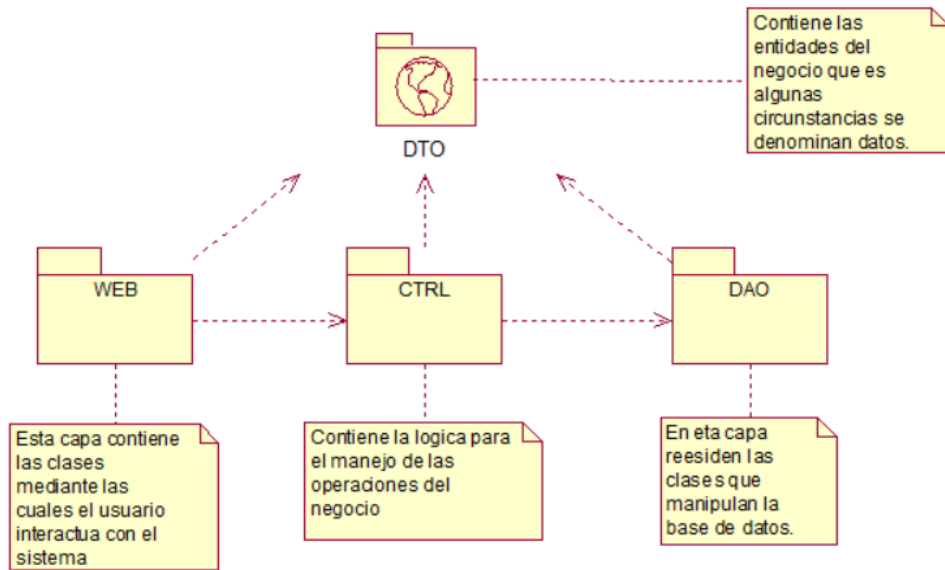 Contiene las
entidades del
negocio que es
algunas
circunstancias se
denominan datos.
DTO
WEB
CTRL
DAO
Esta capa contiene
las clases
mediante las
cuales el usuario
interactua con el
sistema
Contiene la logica para
el manejo de las
operaciones del
negocio
En eta capa
reesiden las
clases que
manipulan la
base de datos.